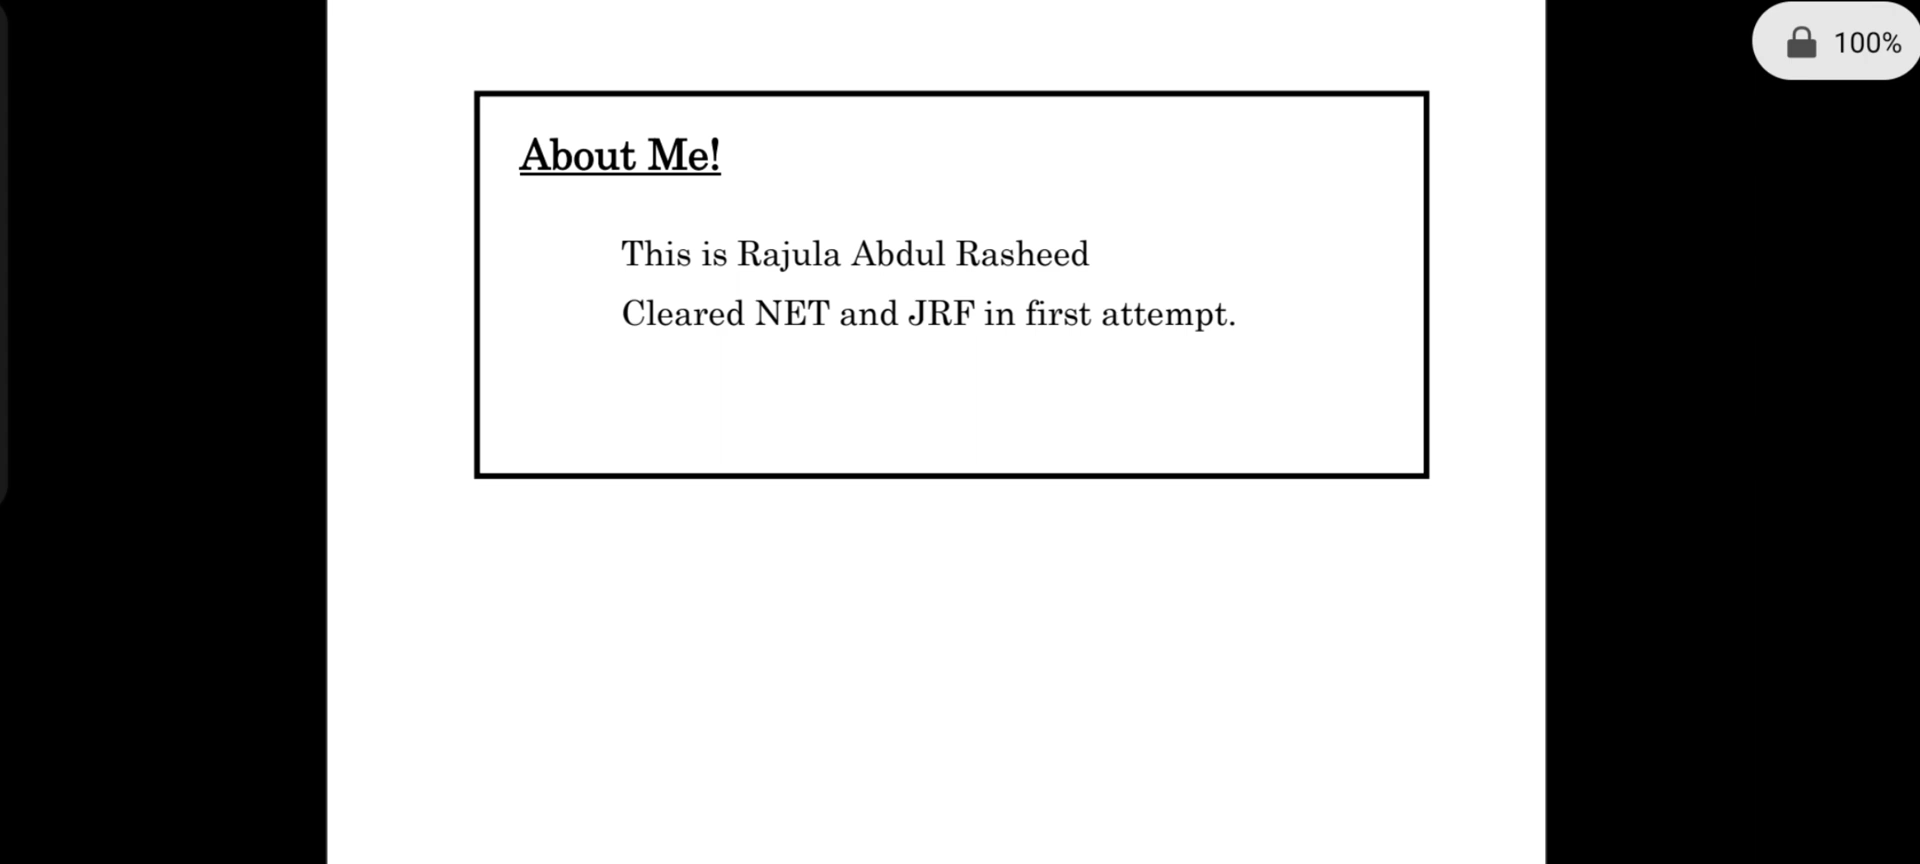 100%
About Me!
This is Rajula Abdul Rasheed
Cleared NET and JRF in first attempt.